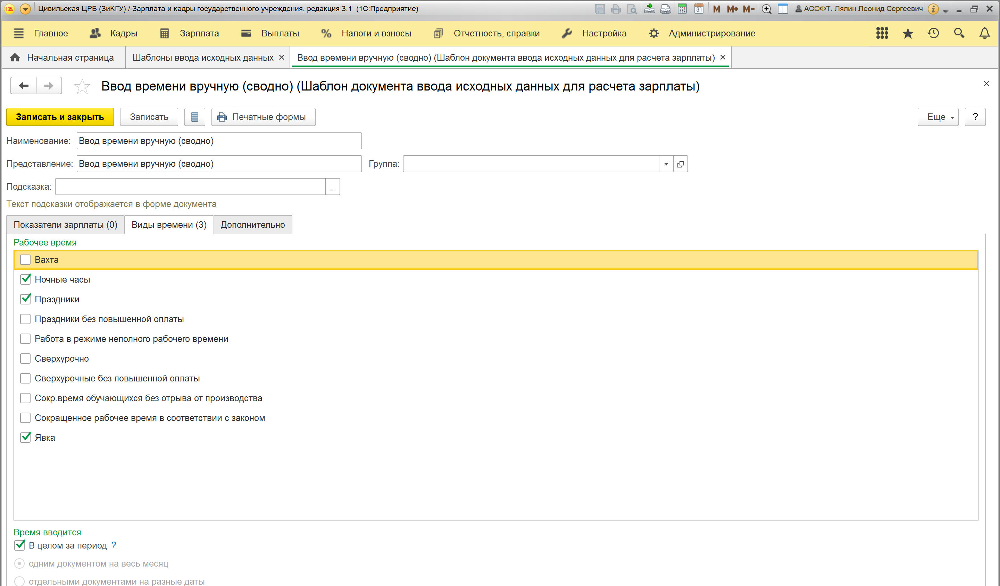 Цивильская ЦРБ (ЗиКГУ) / Зарплата и кадры государственного учреждения, редакция 3.1 (1С:Предприятие)
31 M M+ M- АСОФТ. Лялин Леонид Сергеевич
Главное Кадры Зарплата Выплаты % Налоги и взносы Отчетность, справки Настройка Администрирование
Начальная страница Шаблоны ввода исходных данных × Ввод времени вручную (сводно) (Шаблон документа ввода исходных данных для расчета зарплаты) ×
Ввод времени вручную (сводно) (Шаблон документа ввода исходных данных для расчета зарплаты)
Записать и закрыть Записать Печатные формы Еще ?
Наименование: Ввод времени вручную (сводно)
Представление: Ввод времени вручную (сводно) Группа:
Подсказка: ...
Текст подсказки отображается в форме документа
Показатели зарплаты (0) Виды времени (3) Дополнительно
Рабочее время
Вахта
Ночные часы
Праздники
Праздники без повышенной оплаты
Работа в режиме неполного рабочего времени
Сверхурочно
Сверхурочные без повышенной оплаты
Сокр.время обучающихся без отрыва от производства
Сокращенное рабочее время в соответствии с законом
Явка
Время вводится
В целом за период ?
одним документом на весь месяц
отдельными документами на разные даты